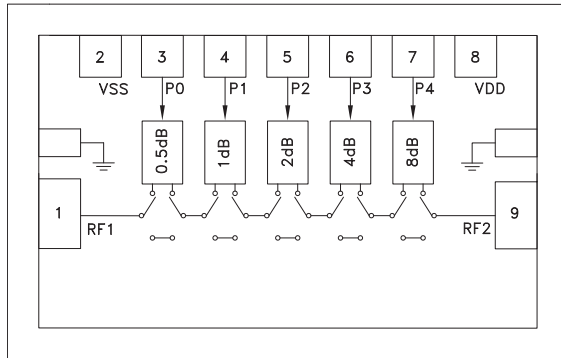 2 3 4 5 6 7 8
VSS P0 P1 P2 P3 P4 VDD
0.5dB 1dB 2dB 4dB 8dB
1 9
RF1 RF2